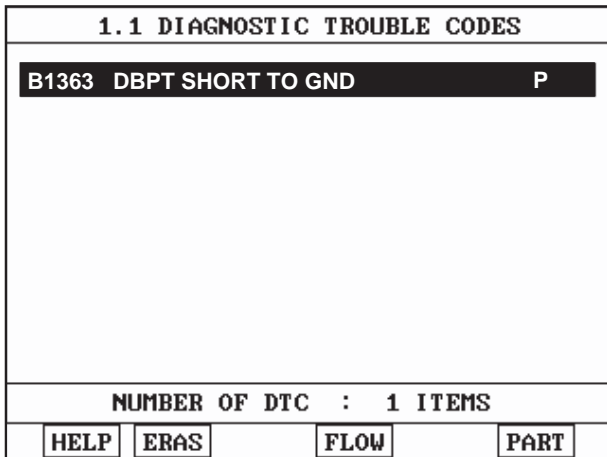 1.1 DIAGNOSTIC TROUBLE CODES
B1363 DBPT SHORT TO GND P
NUMBER OF DTC : 1 ITEMS
HELP ERAS FLOW PART